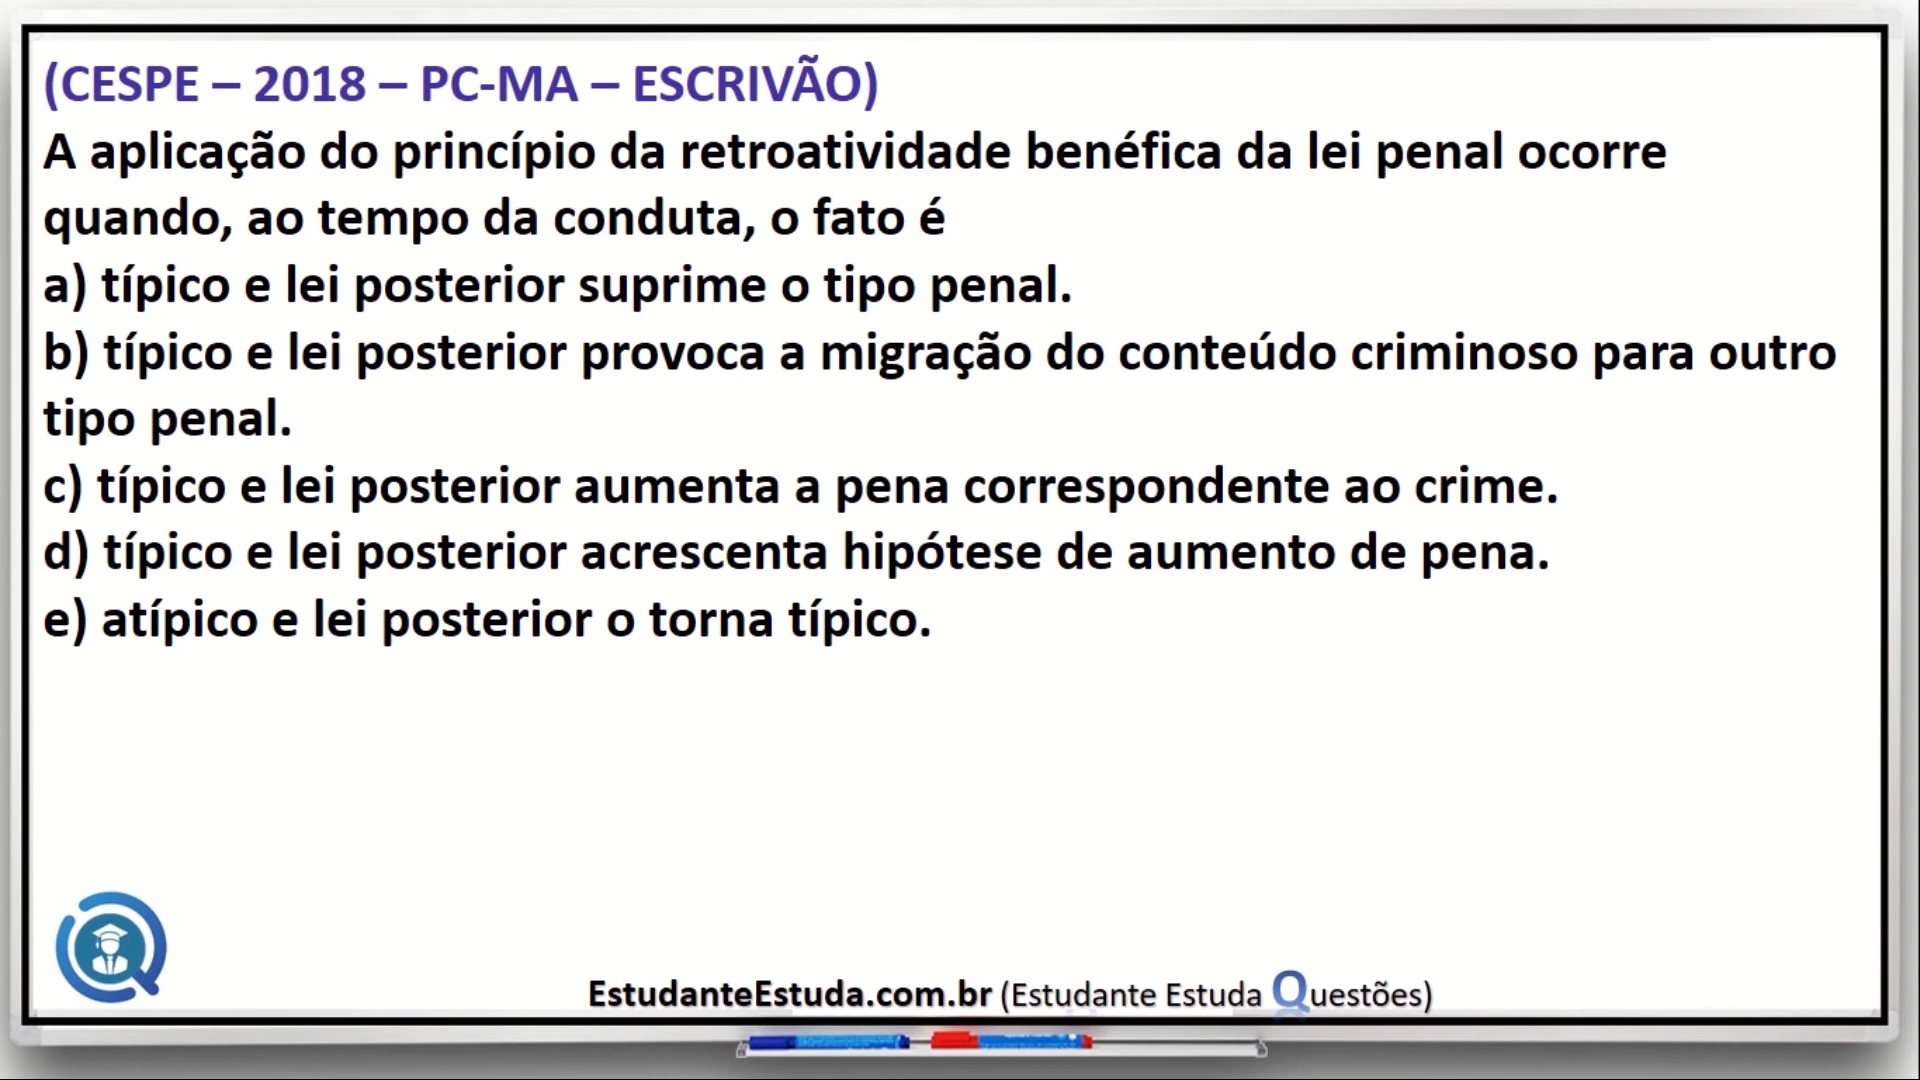 (CESPE – 2018 – PC-MA – ESCRIVÃO)
A aplicação do princípio da retroatividade benéfica da lei penal ocorre
quando, ao tempo da conduta, o fato é
a) típico e lei posterior suprime o tipo penal.
b) típico e lei posterior provoca a migração do conteúdo criminoso para outro
tipo penal.
c) típico e lei posterior aumenta a pena correspondente ao crime.
d) típico e lei posterior acrescenta hipótese de aumento de pena.
e) atípico e lei posterior o torna típico.
EstudanteEstuda.com.br (Estudante Estuda Questões)